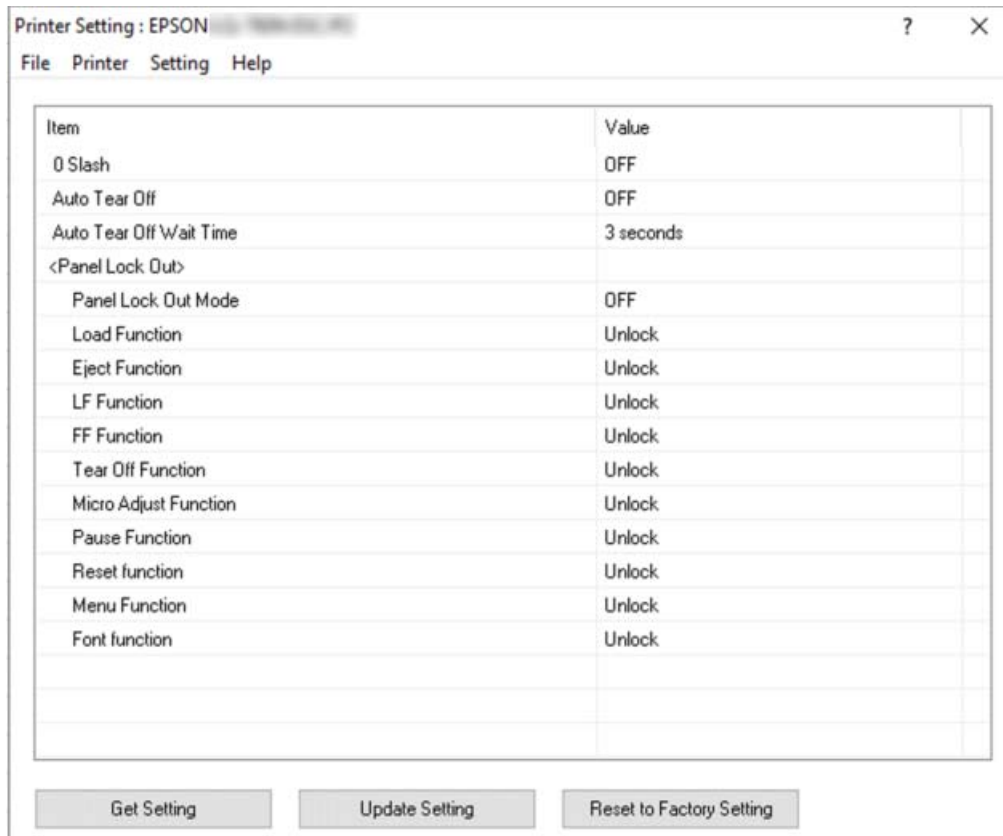 Printer Setting : EPSON
? ×
File Printer Setting Help
Item Value
0 Slash OFF
Auto Tear Off OFF
Auto Tear Off Wait Time 3 seconds
<Panel Lock Out>
Panel Lock Out Mode OFF
Load Function Unlock
Eject Function Unlock
LF Function Unlock
FF Function Unlock
Tear Off Function Unlock
Micro Adjust Function Unlock
Pause Function Unlock
Reset function Unlock
Menu Function Unlock
Font function Unlock
Get Setting Update Setting Reset to Factory Setting